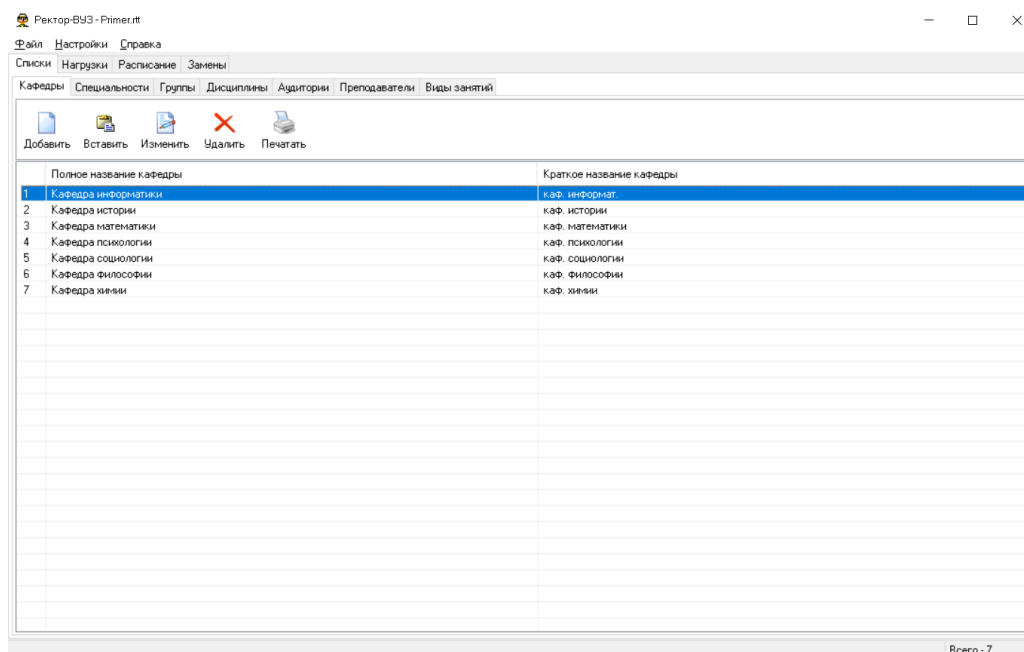 Ректор-ВУЗ - Primer.rtt
Файл Настройки Справка
Списки Нагрузки Расписание Замены
Кафедры Специальности Группы Дисциплины Аудитории Преподаватели Виды занятий
Добавить Вставить Изменить Удалить Печатать
Полное название кафедры Краткое название кафедры
1 Кафедра информатики каф. информат.
2 Кафедра истории каф. истории
3 Кафедра математики каф. математики
4 Кафедра психологии каф. психологии
5 Кафедра социологии каф. социологии
6 Кафедра философии каф. философии
7 Кафедра химии каф. химии
Всего - 7